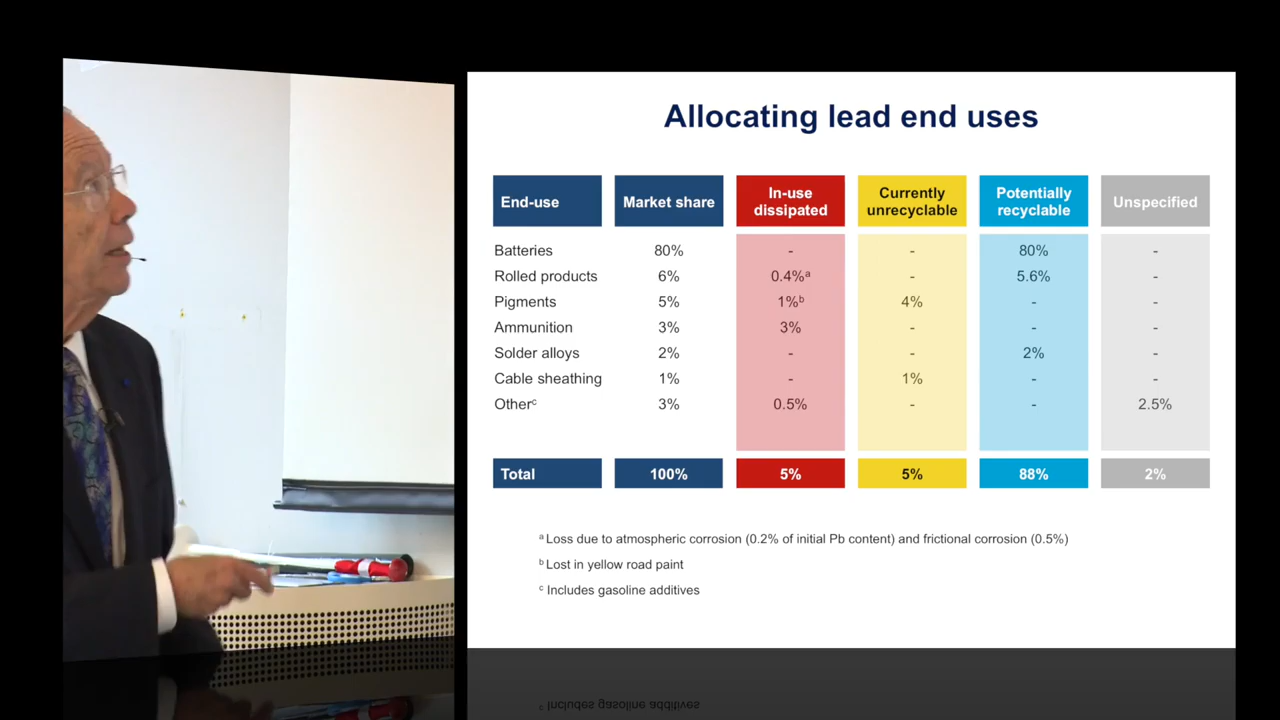 Allocating lead end uses
End-use Market share In-use dissipated Currently unrecyclable Potentially recyclable Unspecified
Batteries 80% - - 80% -
Rolled products 6% 0.4%ᵃ - 5.6% -
Pigments 5% 1%ᵇ 4% - -
Ammunition 3% 3% - - -
Solder alloys 2% - - 2% -
Cable sheathing 1% - 1% - -
Otherᶜ 3% 0.5% - - 2.5%
Total 100% 5% 5% 88% 2%
ᵃ Loss due to atmospheric corrosion (0.2% of initial Pb content) and frictional corrosion (0.5%)
ᵇ Lost in yellow road paint
ᶜ Includes gasoline additives